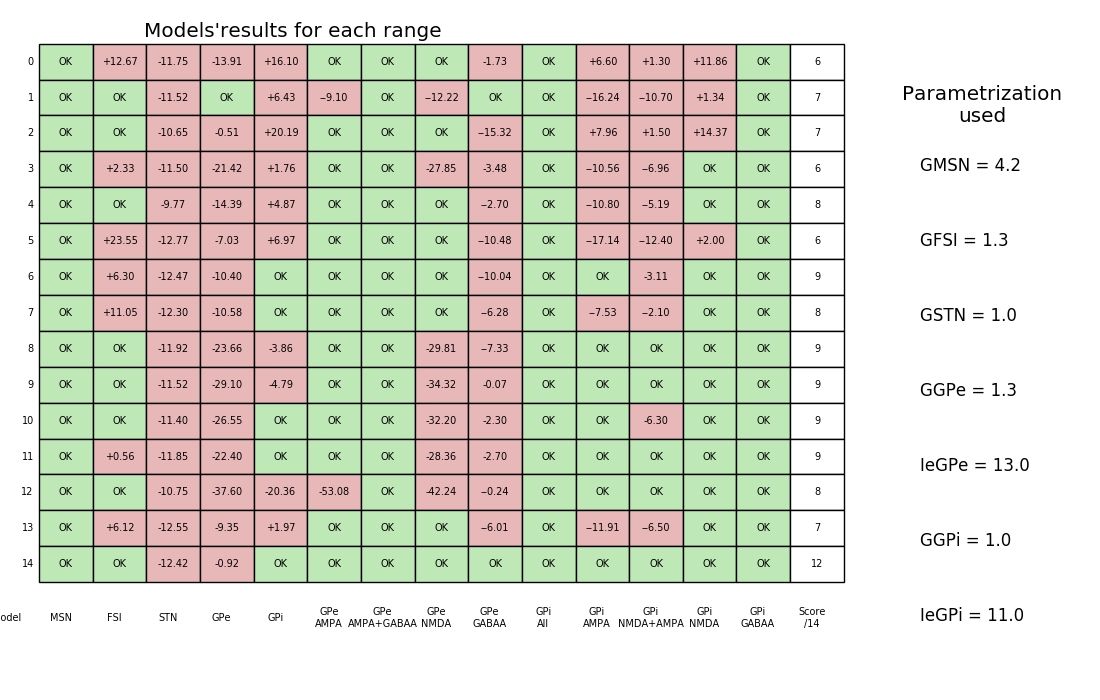 Models'results for each range
0 OK +12.67 -11.75 -13.91 +16.10 OK OK OK -1.73 OK +6.60 +1.30 +11.86 OK 6
1 OK OK -11.52 OK +6.43 −9.10 OK −12.22 OK OK −16.24 −10.70 +1.34 OK 7
2 OK OK -10.65 -0.51 +20.19 OK OK OK −15.32 OK +7.96 +1.50 +14.37 OK 7
3 OK +2.33 -11.50 -21.42 +1.76 OK OK -27.85 -3.48 OK −10.56 −6.96 OK OK 6
4 OK OK -9.77 -14.39 +4.87 OK OK OK −2.70 OK −10.80 −5.19 OK OK 8
5 OK +23.55 -12.77 -7.03 +6.97 OK OK OK −10.48 OK −17.14 −12.40 +2.00 OK 6
6 OK +6.30 -12.47 -10.40 OK OK OK OK −10.04 OK OK -3.11 OK OK 9
7 OK +11.05 -12.30 -10.58 OK OK OK OK −6.28 OK −7.53 −2.10 OK OK 8
8 OK OK -11.92 -23.66 -3.86 OK OK -29.81 −7.33 OK OK OK OK OK 9
9 OK OK -11.52 -29.10 -4.79 OK OK -34.32 -0.07 OK OK OK OK OK 9
10 OK OK -11.40 -26.55 OK OK OK -32.20 -2.30 OK OK -6.30 OK OK 9
11 OK +0.56 -11.85 -22.40 OK OK OK -28.36 -2.70 OK OK OK OK OK 9
12 OK OK -10.75 -37.60 -20.36 -53.08 OK -42.24 −0.24 OK OK OK OK OK 8
13 OK +6.12 -12.55 -9.35 +1.97 OK OK OK −6.01 OK −11.91 −6.50 OK OK 7
14 OK OK -12.42 -0.92 OK OK OK OK OK OK OK OK OK OK 12
odel MSN FSI STN GPe GPi GPe GPe GPe GPe GPi GPi GPi GPi GPi Score
AMPA AMPA+GABAA NMDA GABAA All AMPA NMDA+AMPA NMDA GABAA /14
Parametrization
used
GMSN = 4.2
GFSI = 1.3
GSTN = 1.0
GGPe = 1.3
IeGPe = 13.0
GGPi = 1.0
IeGPi = 11.0